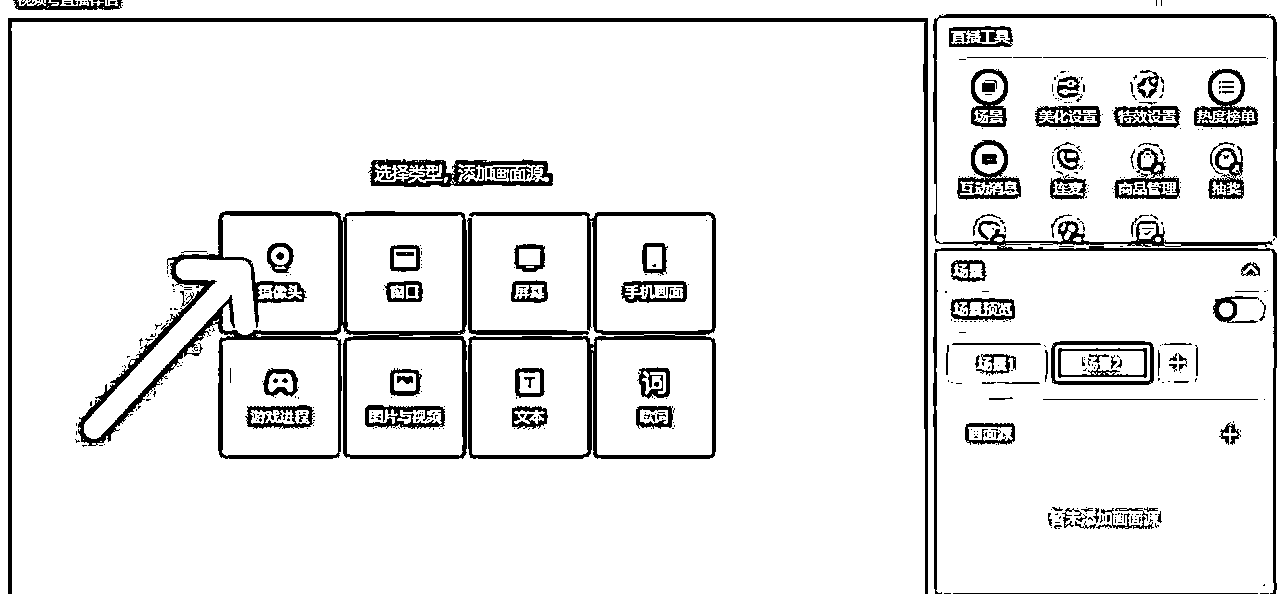 直播工具
场景 美化设置 特效设置 热度榜单
互动消息 连麦 商品管理 抽奖
选择类型，添加画面源。
摄像头 窗口 屏幕 手机画面
游戏进程 图片与视频 文本 歌词
场景
场景预览
场景1 场景2
画面源
暂未添加画面源